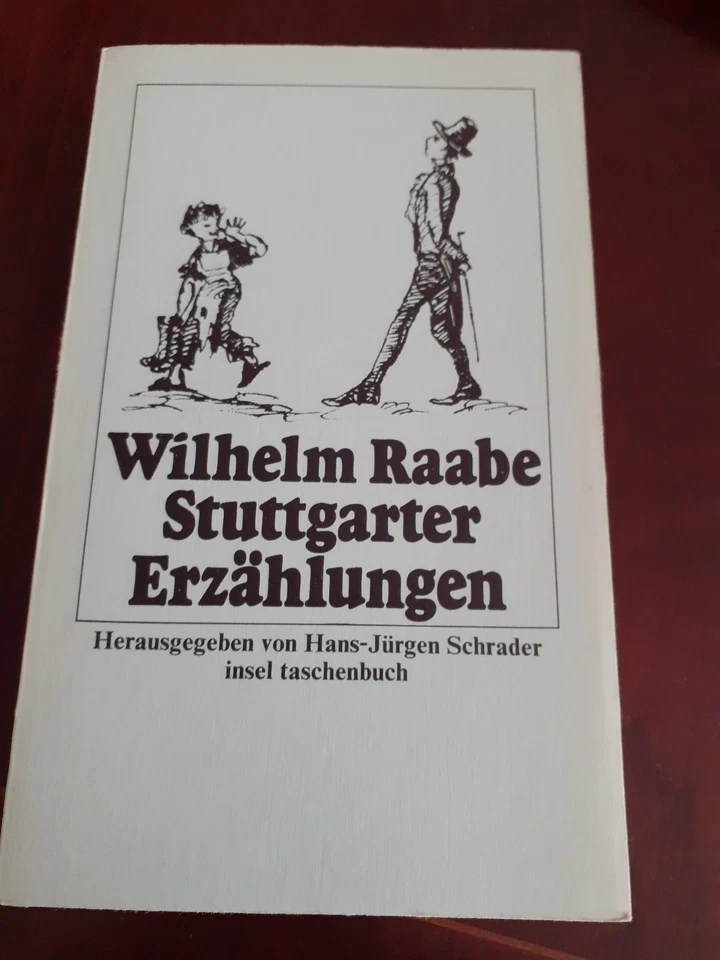 Wilhelm Raabe
Stuttgarter
Erzählungen
Herausgegeben von Hans-Jürgen Schrader
insel taschenbuch